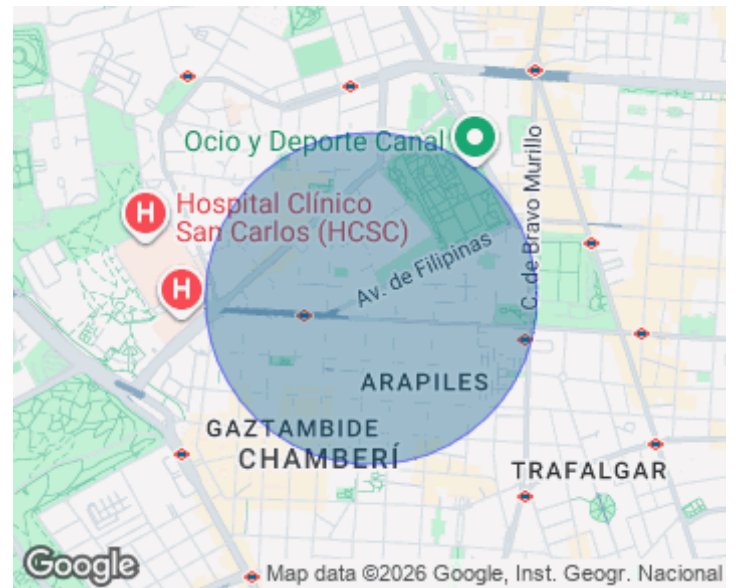 Ocio y Deporte Canal
H
Hospital Clínico
San Carlos (HCSC)
C. de Bravo Murillo
Av. de Filipinas
H
ARAPILES
GAZTAMBIDE
CHAMBERÍ
TRAFALGAR
Google
Map data ©2026 Google, Inst. Geogr. Nacional